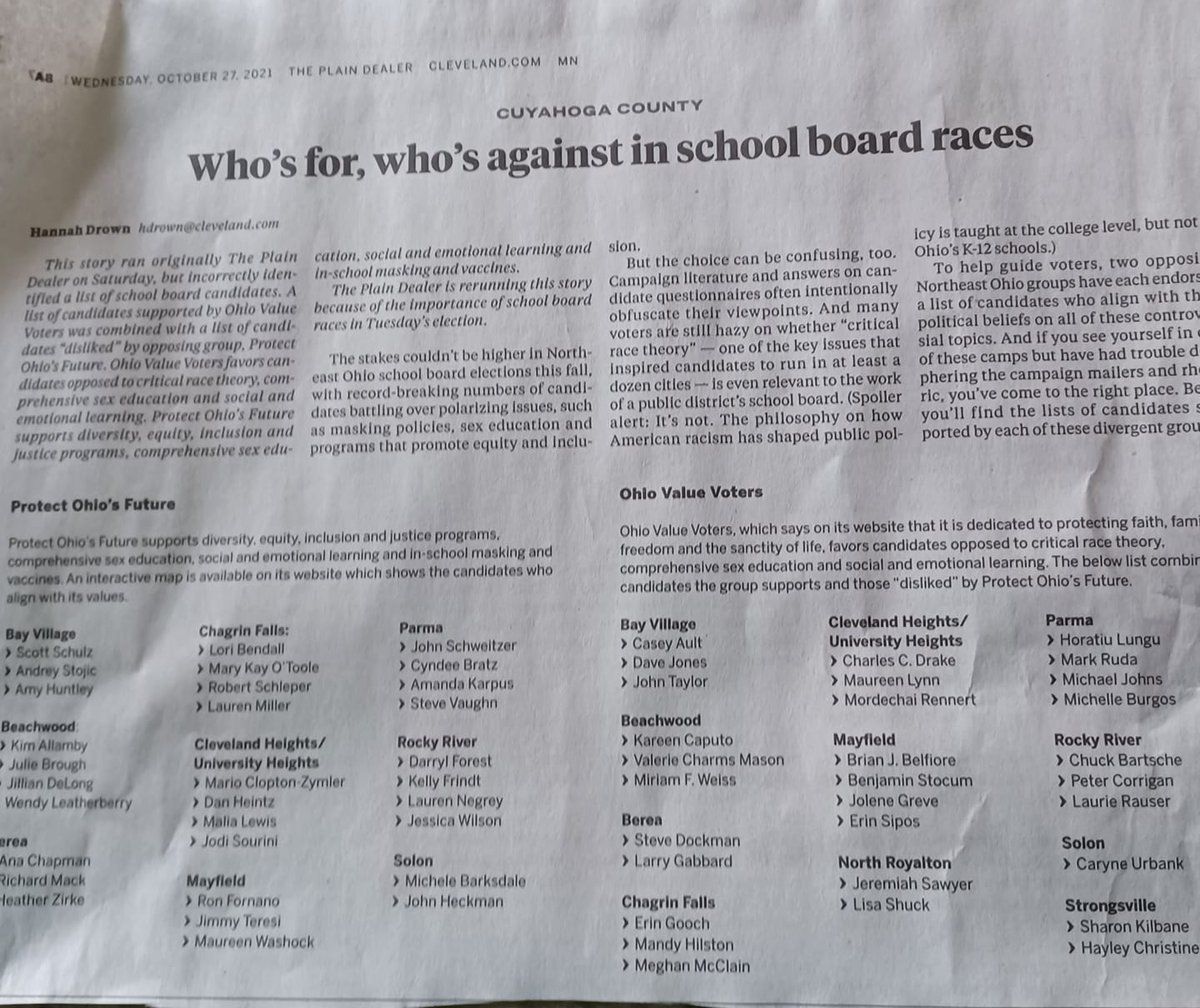 A8 WEDNESDAY, OCTOBER 27, 2021 THE PLAIN DEALER CLEVELAND.COM MN
CUYAHOGA COUNTY
Who's for, who's against in school board races
Hannah Drown hdrown@cleveland.com
This story ran originally The Plain
Dealer on Saturday, but incorrectly iden-
tified a list of school board candidates. A
list of candidates supported by Ohio Value
Voters was combined with a list of candi-
dates "disliked" by opposing group, Protect
Ohio's Future. Ohio Value Voters favors can-
didates opposed to critical race theory, com-
prehensive sex education and social and
emotional learning. Protect Ohio's Future
supports diversity, equity, inclusion and
justice programs, comprehensive sex edu-
cation, social and emotional learning and
in-school masking and vaccines.
The Plain Dealer is rerunning this story
because of the importance of school board
races in Tuesday's election.
The stakes couldn't be higher in North-
east Ohio school board elections this fall,
with record-breaking numbers of candi-
dates battling over polarizing issues, such
as masking policies, sex education and
programs that promote equity and inclu-
sion.
But the choice can be confusing, too.
Campaign literature and answers on can-
didate questionnaires often intentionally
obfuscate their viewpoints. And many
voters are still hazy on whether "critical
race theory" — one of the key issues that
inspired candidates to run in at least a
dozen cities — is even relevant to the work
of a public district's school board. (Spoiler
alert: It's not. The philosophy on how
American racism has shaped public pol-
icy is taught at the college level, but not
Ohio's K-12 schools.)
To help guide voters, two opposi
Northeast Ohio groups have each endors
a list of candidates who align with th
political beliefs on all of these controv
sial topics. And if you see yourself in
of these camps but have had trouble d
phering the campaign mailers and rh
ric, you've come to the right place. Be
you'll find the lists of candidates s
ported by each of these divergent grou
Protect Ohio's Future
Protect Ohio's Future supports diversity, equity, inclusion and justice programs,
comprehensive sex education, social and emotional learning and in-school masking and
vaccines. An interactive map is available on its website which shows the candidates who
align with its values.
Bay Village
› Scott Schulz
› Andrey Stojic
› Amy Huntley
Beachwood
› Kim Allamby
› Julie Brough
Jillian DeLong
Wendy Leatherberry
erea
Ana Chapman
Richard Mack
Heather Zirke
Chagrin Falls:
› Lori Bendall
› Mary Kay O'Toole
› Robert Schleper
› Lauren Miller
Cleveland Heights/
University Heights
› Mario Clopton-Zymler
› Dan Heintz
› Malia Lewis
› Jodi Sourini
Mayfield
› Ron Fornano
› Jimmy Teresi
› Maureen Washock
Parma
› John Schweitzer
› Cyndee Bratz
› Amanda Karpus
› Steve Vaughn
Rocky River
› Darryl Forest
› Kelly Frindt
› Lauren Negrey
› Jessica Wilson
Solon
› Michele Barksdale
› John Heckman
Ohio Value Voters
Ohio Value Voters, which says on its website that it is dedicated to protecting faith, fami
freedom and the sanctity of life, favors candidates opposed to critical race theory,
comprehensive sex education and social and emotional learning. The below list combin
candidates the group supports and those "disliked" by Protect Ohio's Future.
Bay Village
› Casey Ault
› Dave Jones
› John Taylor
Beachwood
› Kareen Caputo
› Valerie Charms Mason
› Miriam F. Weiss
Berea
› Steve Dockman
› Larry Gabbard
Chagrin Falls
› Erin Gooch
› Mandy Hilston
› Meghan McClain
Cleveland Heights/
University Heights
› Charles C. Drake
› Maureen Lynn
› Mordechai Rennert
Mayfield
› Brian J. Belfiore
› Benjamin Stocum
› Jolene Greve
› Erin Sipos
North Royalton
› Jeremiah Sawyer
› Lisa Shuck
Parma
› Horatiu Lungu
› Mark Ruda
› Michael Johns
› Michelle Burgos
Rocky River
› Chuck Bartsche
› Peter Corrigan
› Laurie Rauser
Solon
› Caryne Urbank
Strongsville
› Sharon Kilbane
› Hayley Christine